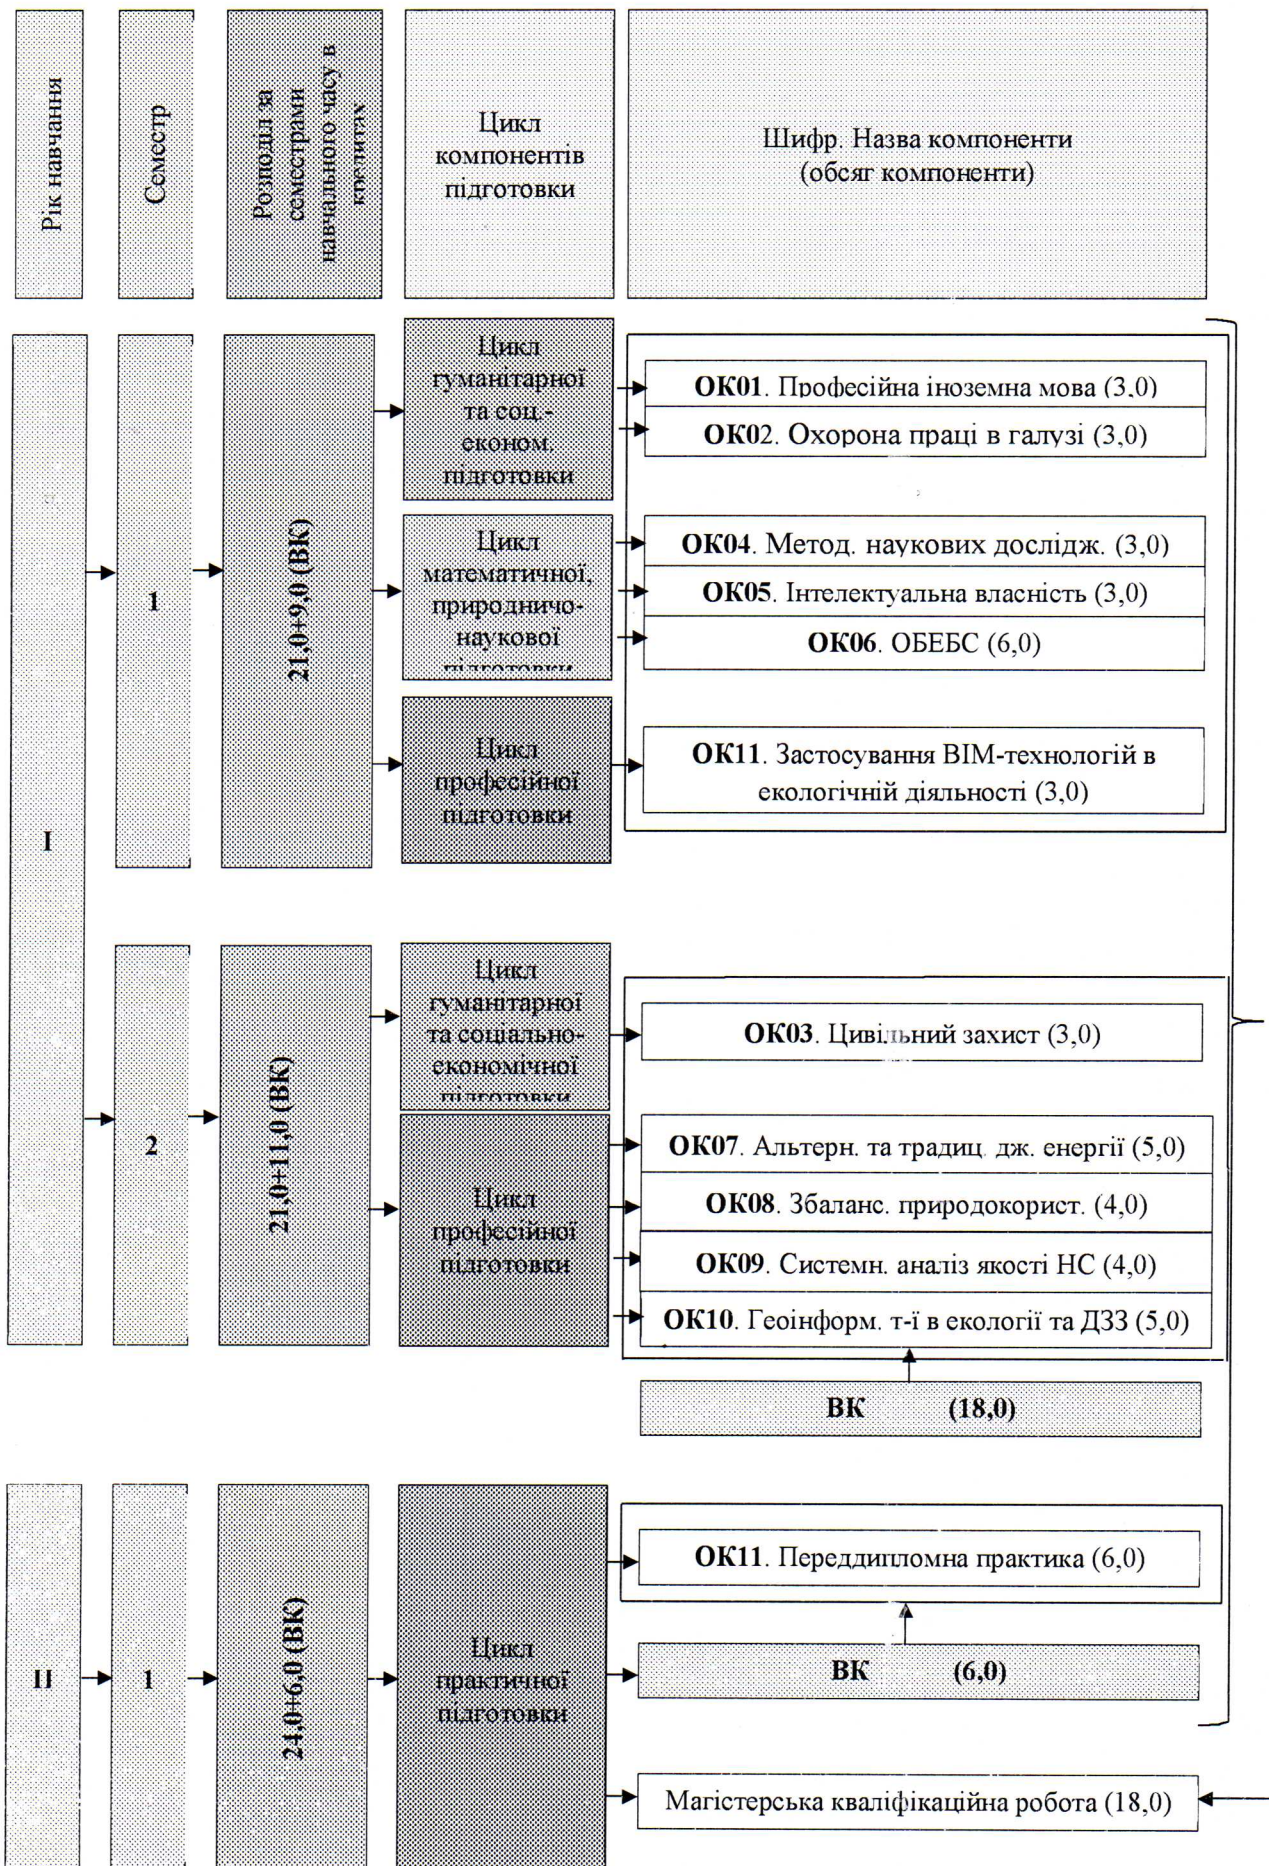 Рік навчання
Семестр
Розподіл за
семестрами
навчального часу в
кредитах
Цикл
компонентів
підготовки
Шифр. Назва компоненти
(обсяг компоненти)
I
1
21,0+9,0 (ВК)
Цикл
гуманітарної
та соц.-
економ.
підготовки
ОК01. Професійна іноземна мова (3,0)
ОК02. Охорона праці в галузі (3,0)
Цикл
математичної,
природничо-
наукової
підготовки
ОК04. Метод. наукових дослідж. (3,0)
ОК05. Інтелектуальна власність (3,0)
ОК06. ОБЕБС (6,0)
Цикл
професійної
підготовки
ОК11. Застосування BIM-технологій в
екологічній діяльності (3,0)
2
21,0+11,0 (ВК)
Цикл
гуманітарної
та соціально-
економічної
підготовки
ОК03. Цивільний захист (3,0)
Цикл
професійної
підготовки
ОК07. Альтерн. та традиц. дж. енергії (5,0)
ОК08. Збаланс. природокорист. (4,0)
ОК09. Системн. аналіз якості НС (4,0)
ОК10. Геоінформ. т-ї в екології та ДЗЗ (5,0)
ВК (18,0)
II
1
24,0+6,0 (ВК)
Цикл
практичної
підготовки
ОК11. Переддипломна практика (6,0)
ВК (6,0)
Магістерська кваліфікаційна робота (18,0)